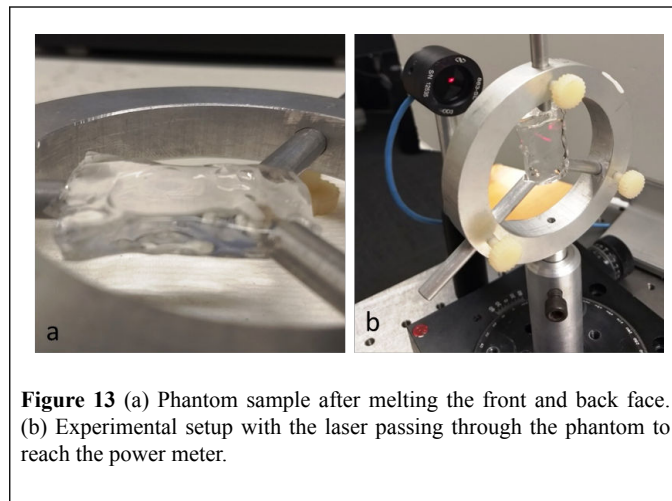 a
b
Figure 13 (a) Phantom sample after melting the front and back face.
(b) Experimental setup with the laser passing through the phantom to
reach the power meter.